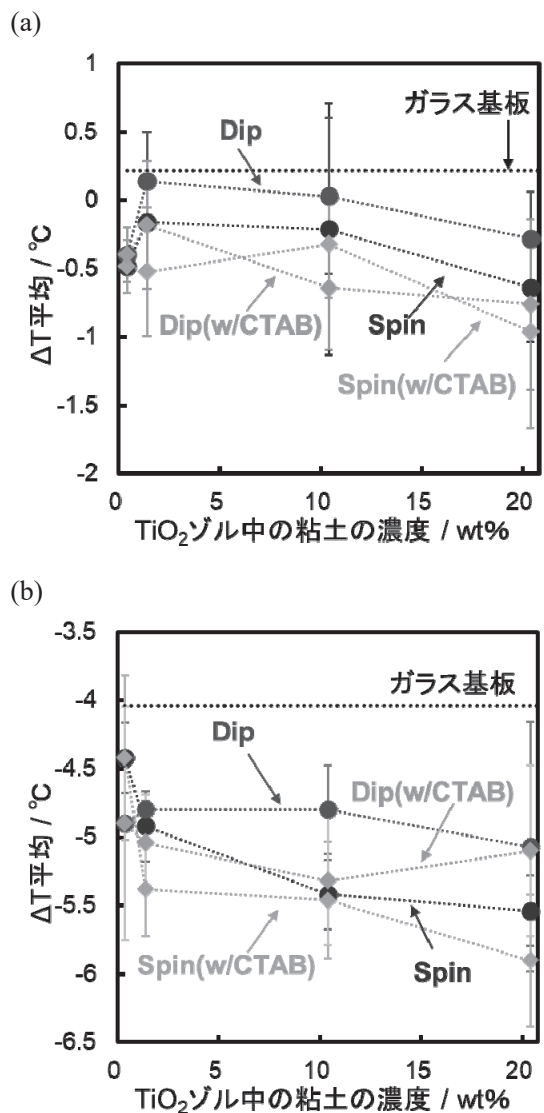 (a)
1
0.5
0
-0.5
-1
-1.5
-2
ΔT平均 / ℃
ガラス基板
Dip
Dip(w/CTAB)
Spin
Spin(w/CTAB)
0 5 10 15 20
TiO₂ゾル中の粘土の濃度 / wt%
(b)
-3.5
-4
-4.5
-5
-5.5
-6
-6.5
ΔT平均 / ℃
ガラス基板
Dip
Dip(w/CTAB)
Spin(w/CTAB)
Spin
0 5 10 15 20
TiO₂ゾル中の粘土の濃度 / wt%